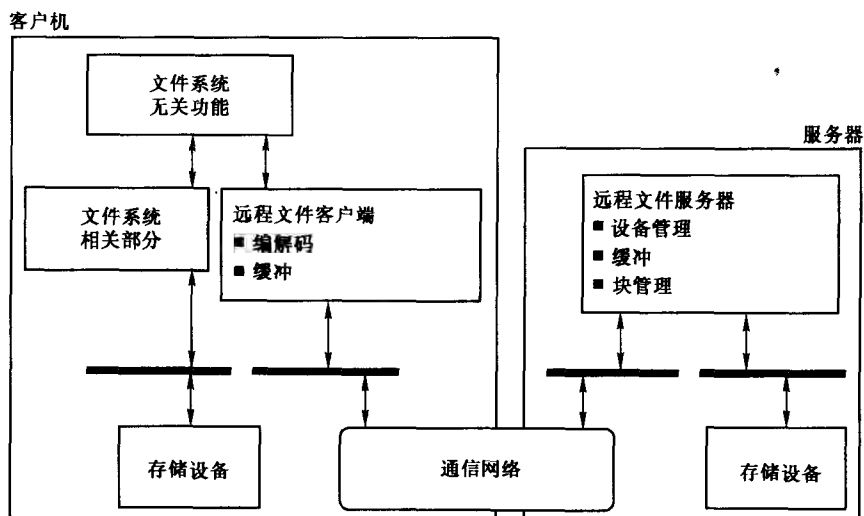 客户机
文件系统
无关功能
服务器
文件系统
相关部分
远程文件客户端
■ 编解码
■ 缓冲
远程文件服务器
■ 设备管理
■ 缓冲
■ 块管理
存储设备
通信网络
存储设备